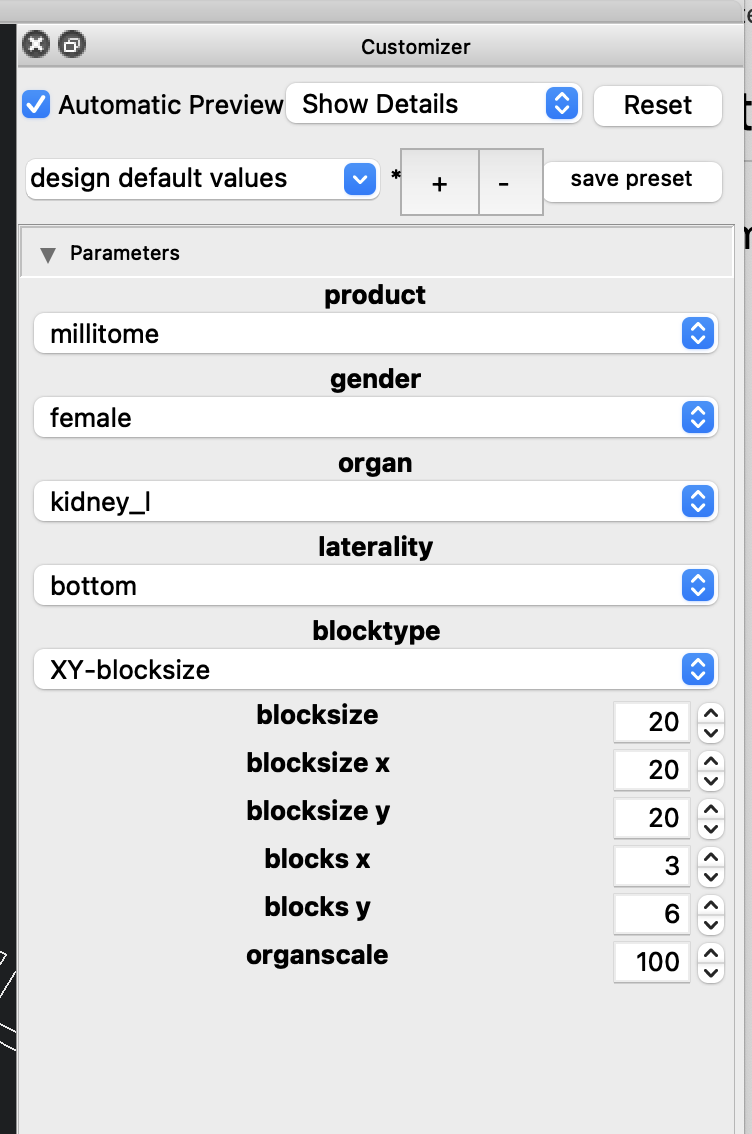 Customizer
Automatic Preview Show Details Reset
design default values * + - save preset
Parameters
product
millitome
gender
female
organ
kidney_l
laterality
bottom
blocktype
XY-blocksize
blocksize 20
blocksize x 20
blocksize y 20
blocks x 3
blocks y 6
organscale 100